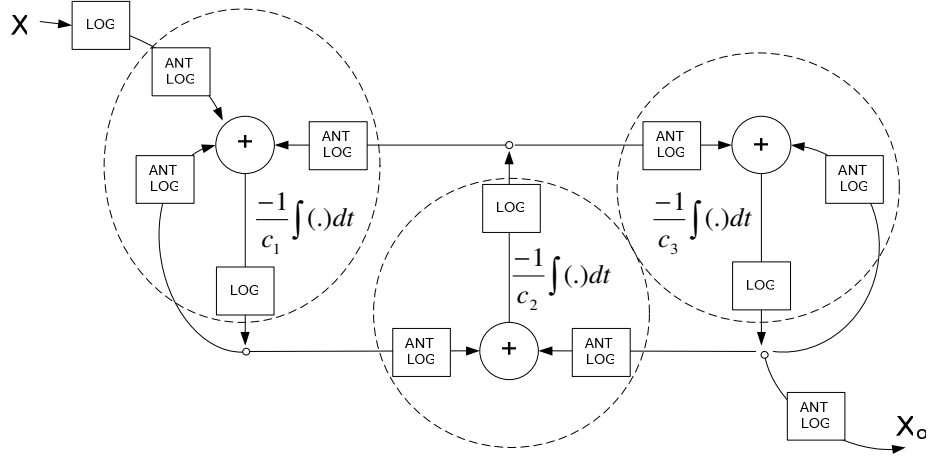 X
LOG
ANT
LOG
+
ANT
LOG
ANT
LOG
ANT
LOG
+
ANT
LOG
LOG
-1/c₁ ∫(.)dt
-1/c₃ ∫(.)dt
LOG
-1/c₂ ∫(.)dt
LOG
ANT
LOG
+
ANT
LOG
ANT
LOG
Xₒ